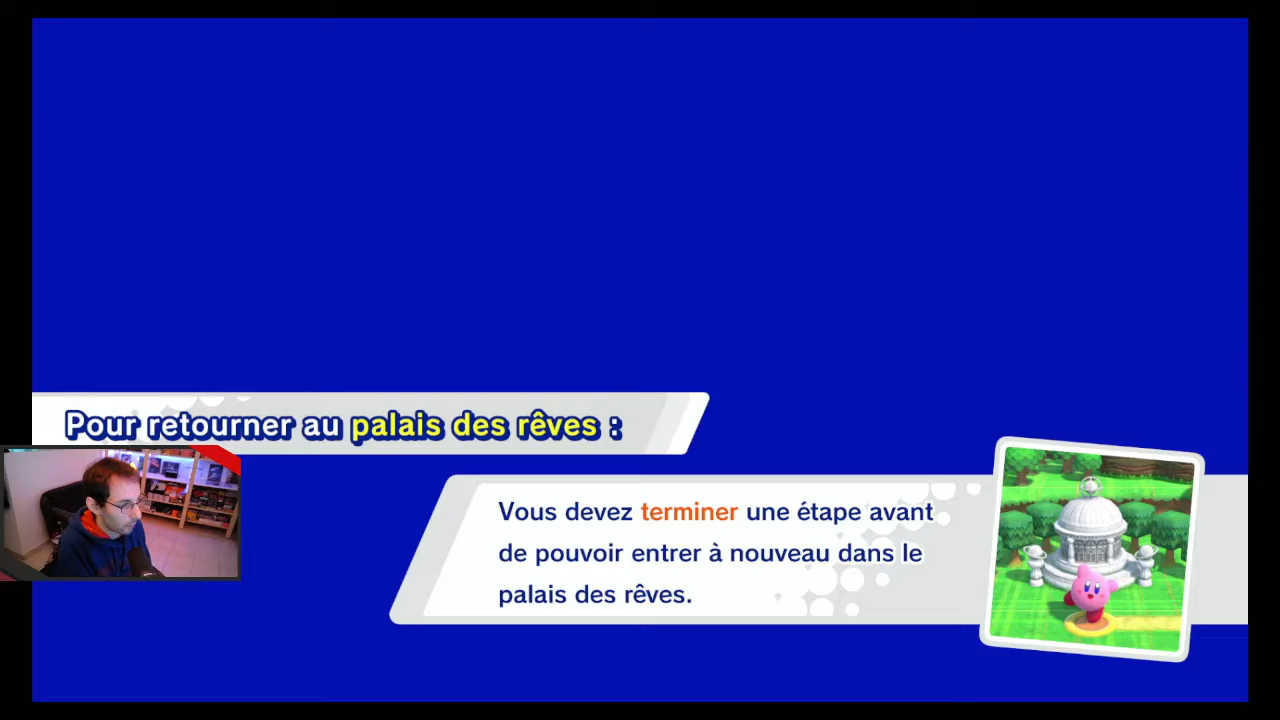 Pour retourner au palais des rêves :
Vous devez terminer une étape avant
de pouvoir entrer à nouveau dans le
palais des rêves.